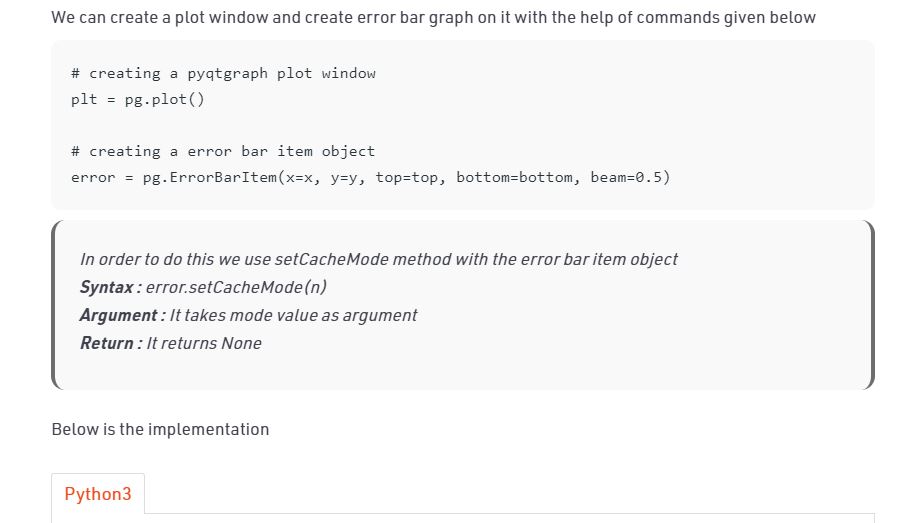 We can create a plot window and create error bar graph on it with the help of commands given below
# creating a pyqtgraph plot window
plt = pg.plot()
# creating a error bar item object
error = pg.ErrorBarItem(x=x, y=y, top=top, bottom=bottom, beam=0.5)
In order to do this we use setCacheMode method with the error bar item object
Syntax : error.setCacheMode(n)
Argument : It takes mode value as argument
Return : It returns None
Below is the implementation
Python3